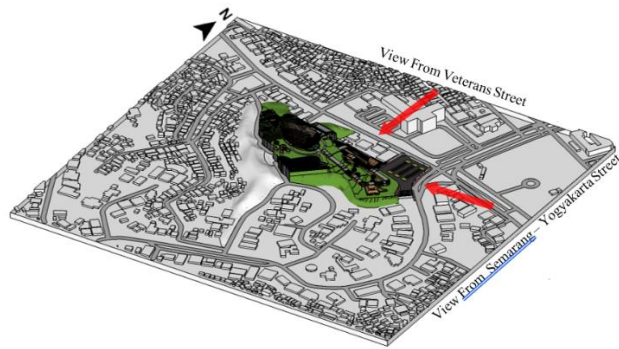 N
View From Veterans Street
View From Semarang – Yogyakarta Street